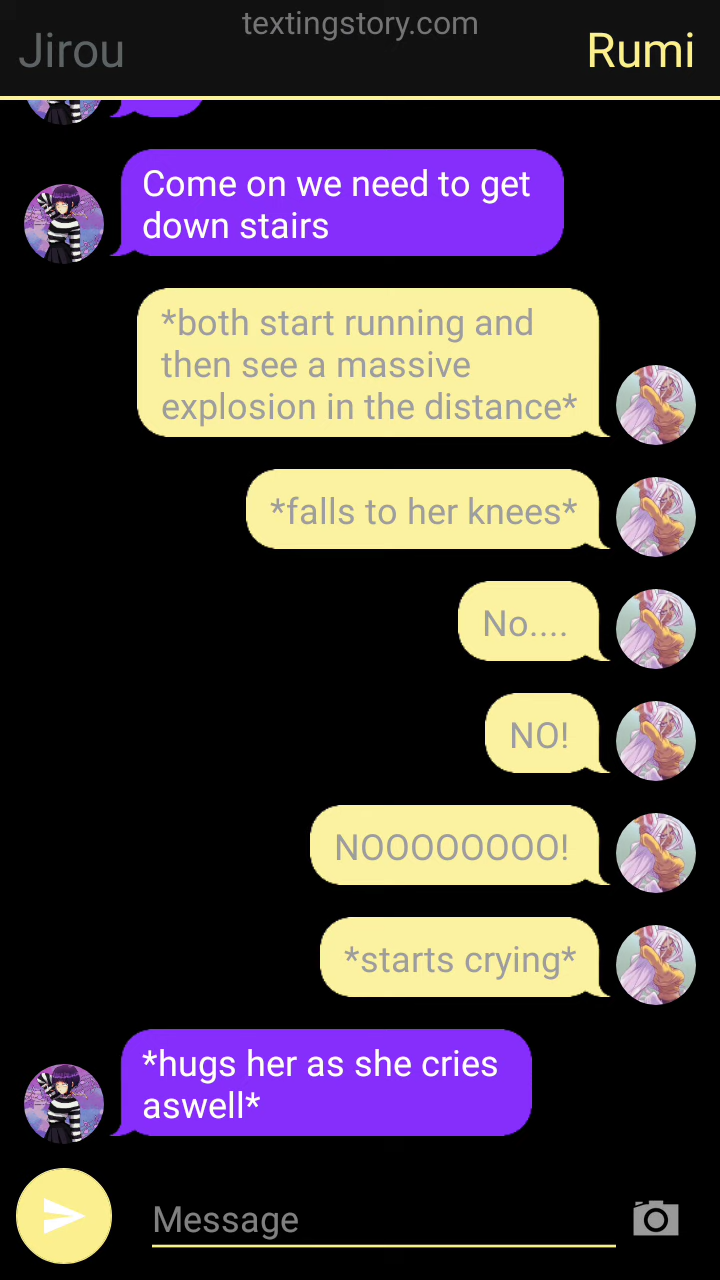 textingstory.com
Jirou
Rumi
Come on we need to get
down stairs
*both start running and
then see a massive
explosion in the distance*
*falls to her knees*
No....
NO!
NOOOOOOOO!
*starts crying*
*hugs her as she cries
aswell*
Message